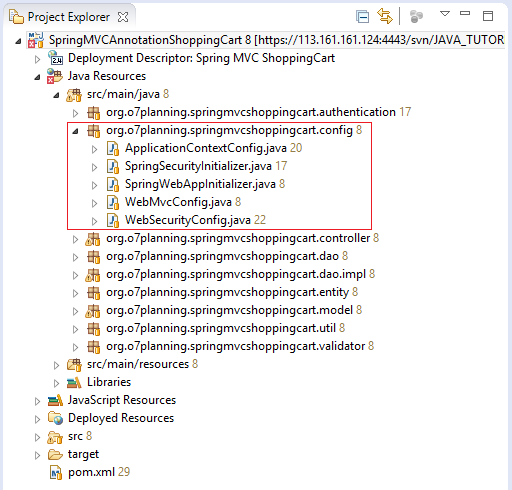 Project Explorer
SpringMVCAnnotationShoppingCart 8 [https://113.161.161.124:4443/svn/JAVA_TUTOR
Deployment Descriptor: Spring MVC ShoppingCart
Java Resources
src/main/java 8
org.o7planning.springmvcshoppingcart.authentication 17
org.o7planning.springmvcshoppingcart.config 8
ApplicationContextConfig.java 20
SpringSecurityInitializer.java 17
SpringWebAppInitializer.java 8
WebMvcConfig.java 8
WebSecurityConfig.java 22
org.o7planning.springmvcshoppingcart.controller 8
org.o7planning.springmvcshoppingcart.dao 8
org.o7planning.springmvcshoppingcart.dao.impl 8
org.o7planning.springmvcshoppingcart.entity 8
org.o7planning.springmvcshoppingcart.model 8
org.o7planning.springmvcshoppingcart.util 8
org.o7planning.springmvcshoppingcart.validator 8
src/main/resources 8
Libraries
JavaScript Resources
Deployed Resources
src 8
target
pom.xml 29